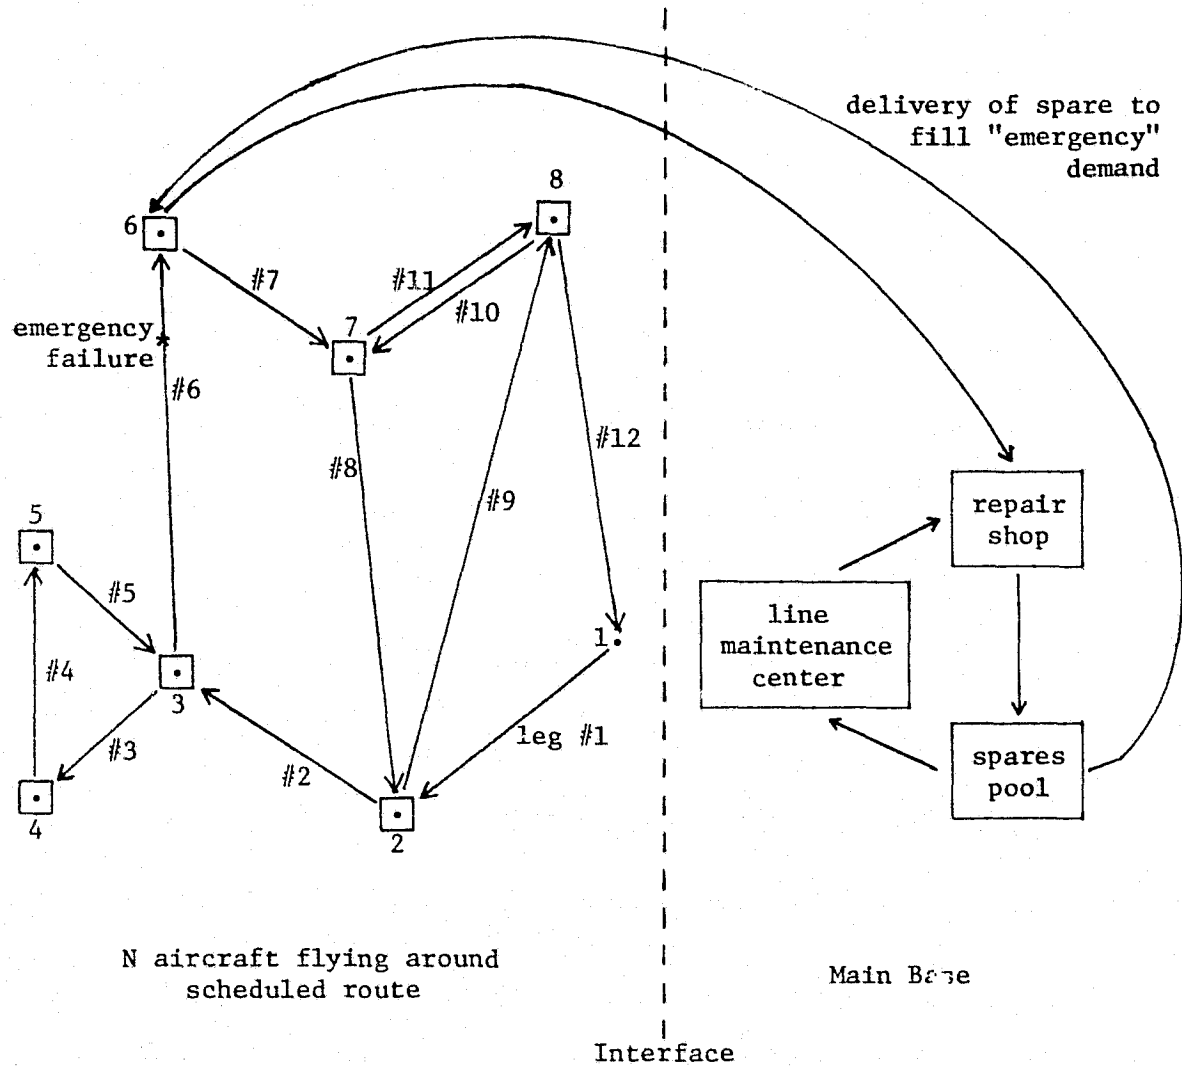 delivery of spare to
fill "emergency"
demand
8
6
#7
#11
#10
7
emergency
failure
#6
#12
#8
#9
repair
shop
5
#5
line
maintenance
center
1
#4
3
#3
leg #1
#2
spares
pool
4
2
N aircraft flying around
scheduled route
Main Base
Interface